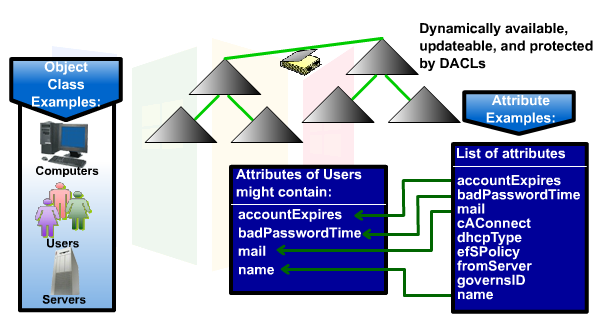 Object
Class
Examples:
Computers
Users
Servers
Dynamically available,
updateable, and protected
by DACLs
Attribute
Examples:
Attributes of Users
might contain:
accountExpires
badPasswordTime
mail
name
List of attributes
accountExpires
badPasswordTime
mail
cAConnect
dhcpType
efSPolicy
fromServer
governsID
name